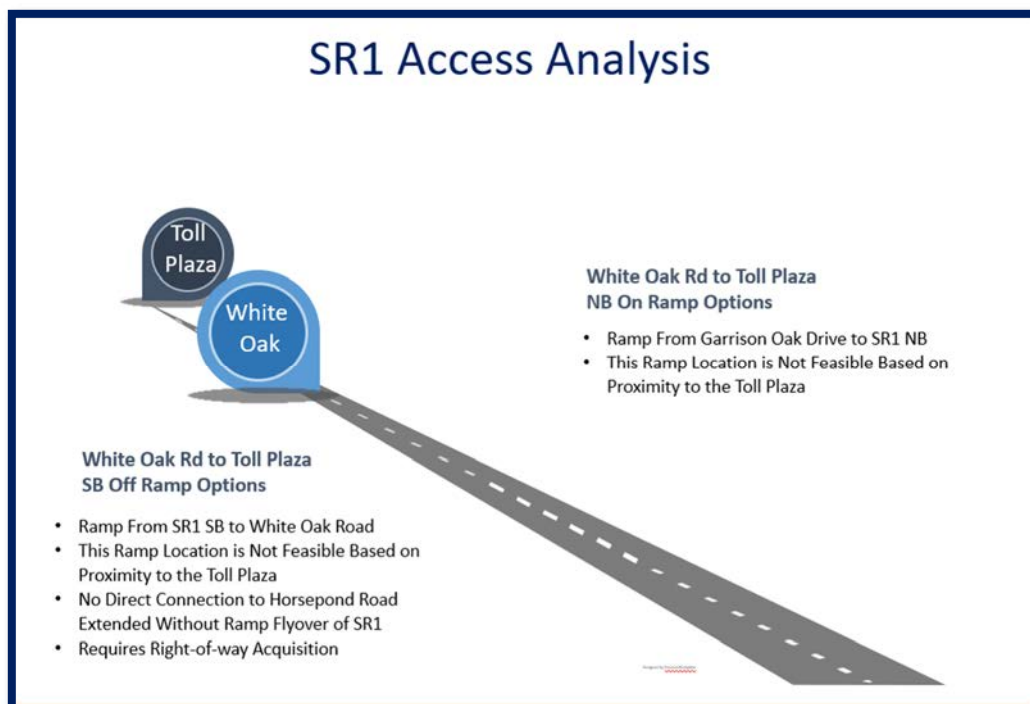 SR1 Access Analysis
Toll
Plaza
White
Oak
White Oak Rd to Toll Plaza
NB On Ramp Options
• Ramp From Garrison Oak Drive to SR1 NB
• This Ramp Location is Not Feasible Based on
Proximity to the Toll Plaza
White Oak Rd to Toll Plaza
SB Off Ramp Options
• Ramp From SR1 SB to White Oak Road
• This Ramp Location is Not Feasible Based on
Proximity to the Toll Plaza
• No Direct Connection to Horsepond Road
Extended Without Ramp Flyover of SR1
• Requires Right-of-way Acquisition